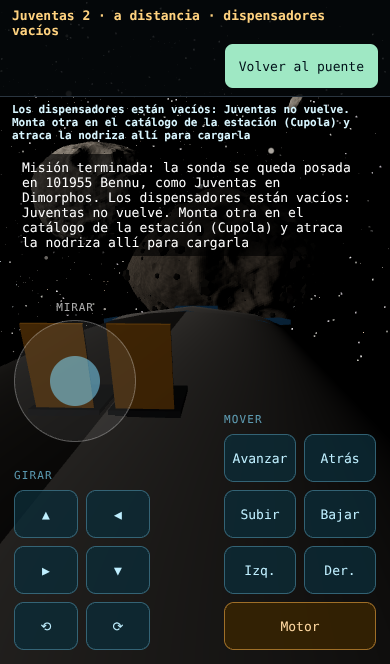 Juventas 2 · a distancia · dispensadores
vacíos
Volver al puente
Los dispensadores están vacíos: Juventas no vuelve.
Monta otra en el catálogo de la estación (Cupola) y
atraca la nodriza allí para cargarla
Misión terminada: la sonda se queda posada
en 101955 Bennu, como Juventas en
Dimorphos. Los dispensadores están vacíos:
Juventas no vuelve. Monta otra en el
catálogo de la estación (Cupola) y atraca
la nodriza allí para cargarla
MIRAR
MOVER
Avanzar Atrás
GIRAR
Subir Bajar
▲ ◀
Izq. Der.
▶ ▼
Motor
⟲ ⟳